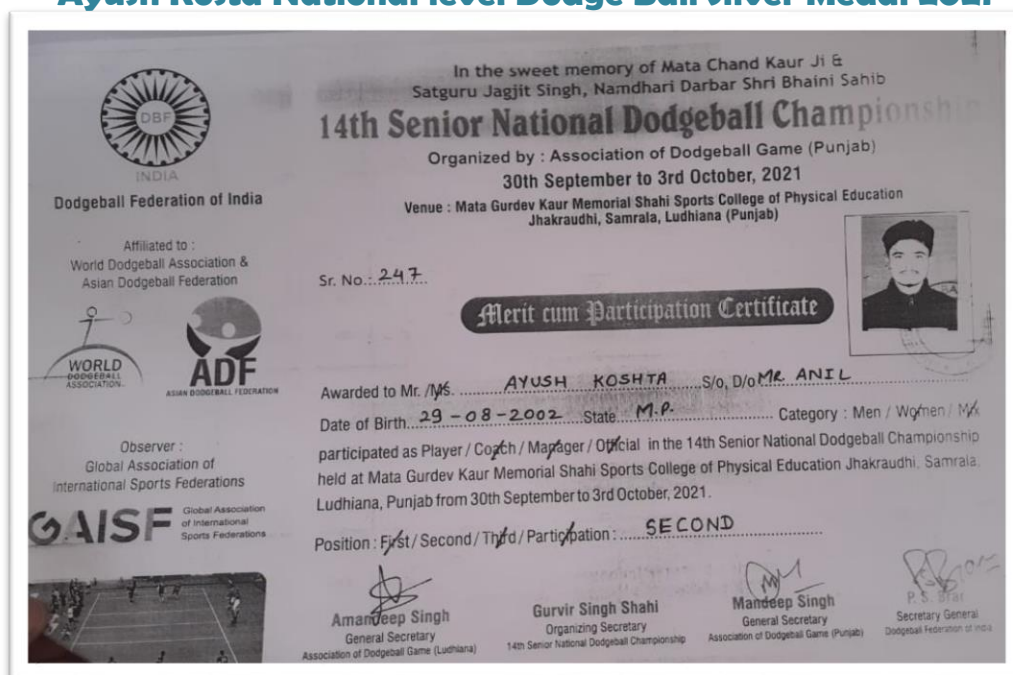 Ayush Kosta National level Dodge Ball Silver Medal 2021
DBF
INDIA
Dodgeball Federation of India
Affiliated to :
World Dodgeball Association &
Asian Dodgeball Federation
WORLD
DODGEBALL
ASSOCIATION
ADF
ASIAN DODGEBALL FEDERATION
Observer :
Global Association of
International Sports Federations
GAISF
Global Association
of International
Sports Federations
In the sweet memory of Mata Chand Kaur Ji &
Satguru Jagjit Singh, Namdhari Darbar Shri Bhaini Sahib
14th Senior National Dodgeball Championship
Organized by : Association of Dodgeball Game (Punjab)
30th September to 3rd October, 2021
Venue : Mata Gurdev Kaur Memorial Shahi Sports College of Physical Education
Jhakraudhi, Samrala, Ludhiana (Punjab)
Sr. No.: 247
Merit cum Participation Certificate
Awarded to Mr. /Ms. AYUSH KOSHTA S/o, D/o MR ANIL
Date of Birth 29-08-2002 State M.P. Category : Men / Women / Mix
participated as Player / Coach / Manager / Official in the 14th Senior National Dodgeball Championship
held at Mata Gurdev Kaur Memorial Shahi Sports College of Physical Education Jhakraudhi, Samrala,
Ludhiana, Punjab from 30th September to 3rd October, 2021.
Position : First / Second / Third / Participation : SECOND
Amandeep Singh
General Secretary
Association of Dodgeball Game (Ludhiana)
Gurvir Singh Shahi
Organizing Secretary
14th Senior National Dodgeball Championship
Mandeep Singh
General Secretary
Association of Dodgeball Game (Punjab)
P. S. Brar
Secretary General
Dodgeball Federation of India